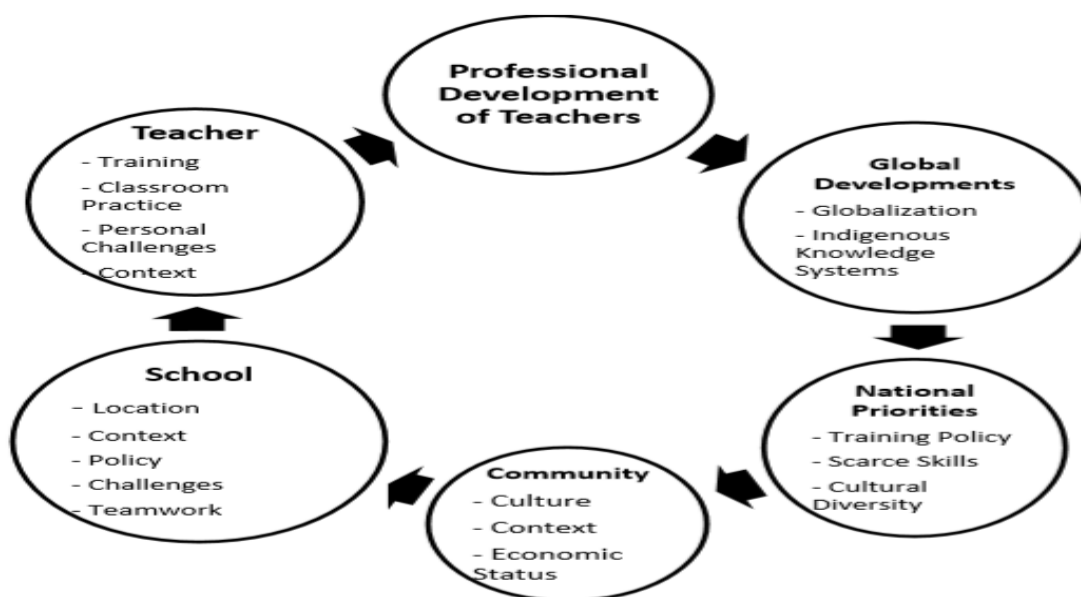 Professional
Development
of Teachers
Global
Developments
- Globalization
- Indigenous
Knowledge
Systems
National
Priorities
- Training Policy
- Scarce Skills
- Cultural
Diversity
Community
- Culture
- Context
- Economic
Status
School
- Location
- Context
- Policy
- Challenges
- Teamwork
Teacher
- Training
- Classroom
Practice
- Personal
Challenges
- Context